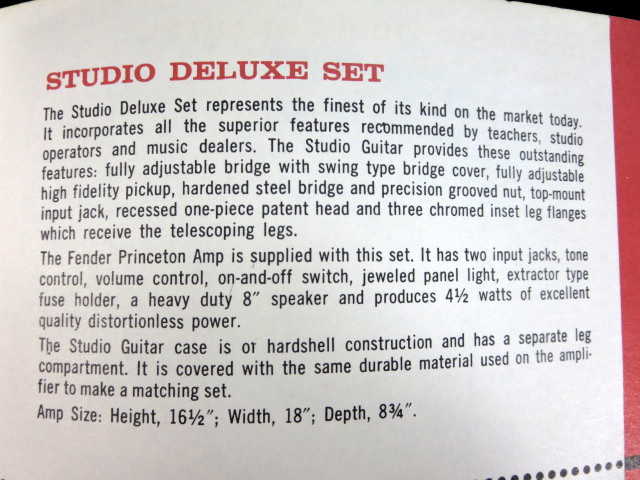 STUDIO DELUXE SET
The Studio Deluxe Set represents the finest of its kind on the market today.
It incorporates all the superior features recommended by teachers, studio
operators and music dealers. The Studio Guitar provides these outstanding
features: fully adjustable bridge with swing type bridge cover, fully adjustable
high fidelity pickup, hardened steel bridge and precision grooved nut, top-mount
input jack, recessed one-piece patent head and three chromed inset leg flanges
which receive the telescoping legs.
The Fender Princeton Amp is supplied with this set. It has two input jacks, tone
control, volume control, on-and-off switch, jeweled panel light, extractor type
fuse holder, a heavy duty 8" speaker and produces 4½ watts of excellent
quality distortionless power.
The Studio Guitar case is of hardshell construction and has a separate leg
compartment. It is covered with the same durable material used on the ampli-
fier to make a matching set.
Amp Size: Height, 16½"; Width, 18"; Depth, 8¾".